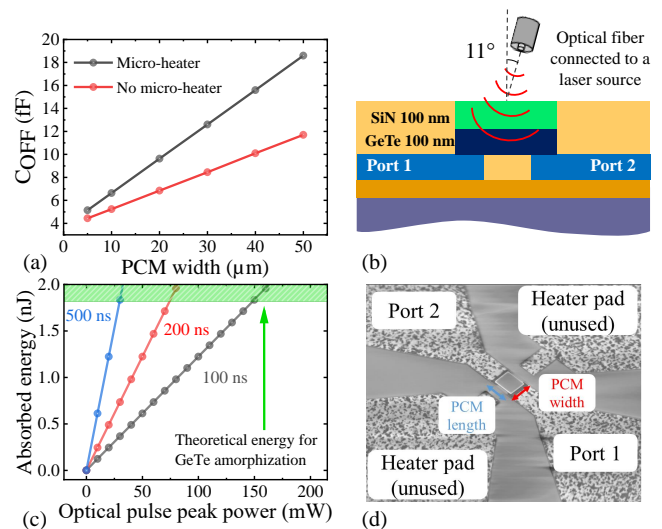 20
18
16
14
12
10
8
6
4
C_OFF (fF)
Micro-heater
No micro-heater
0 10 20 30 40 50
PCM width (µm)
(a)
(b)
11°
Optical fiber
connected to a
laser source
SiN 100 nm
GeTe 100 nm
Port 1
Port 2
2.0
1.5
1.0
0.5
0.0
Absorbed energy (nJ)
500 ns
200 ns
100 ns
Theoretical energy for
GeTe amorphization
0 50 100 150 200
Optical pulse peak power (mW)
(c)
Port 2
Heater pad
(unused)
PCM
width
PCM
length
Heater pad
(unused)
Port 1
(d)